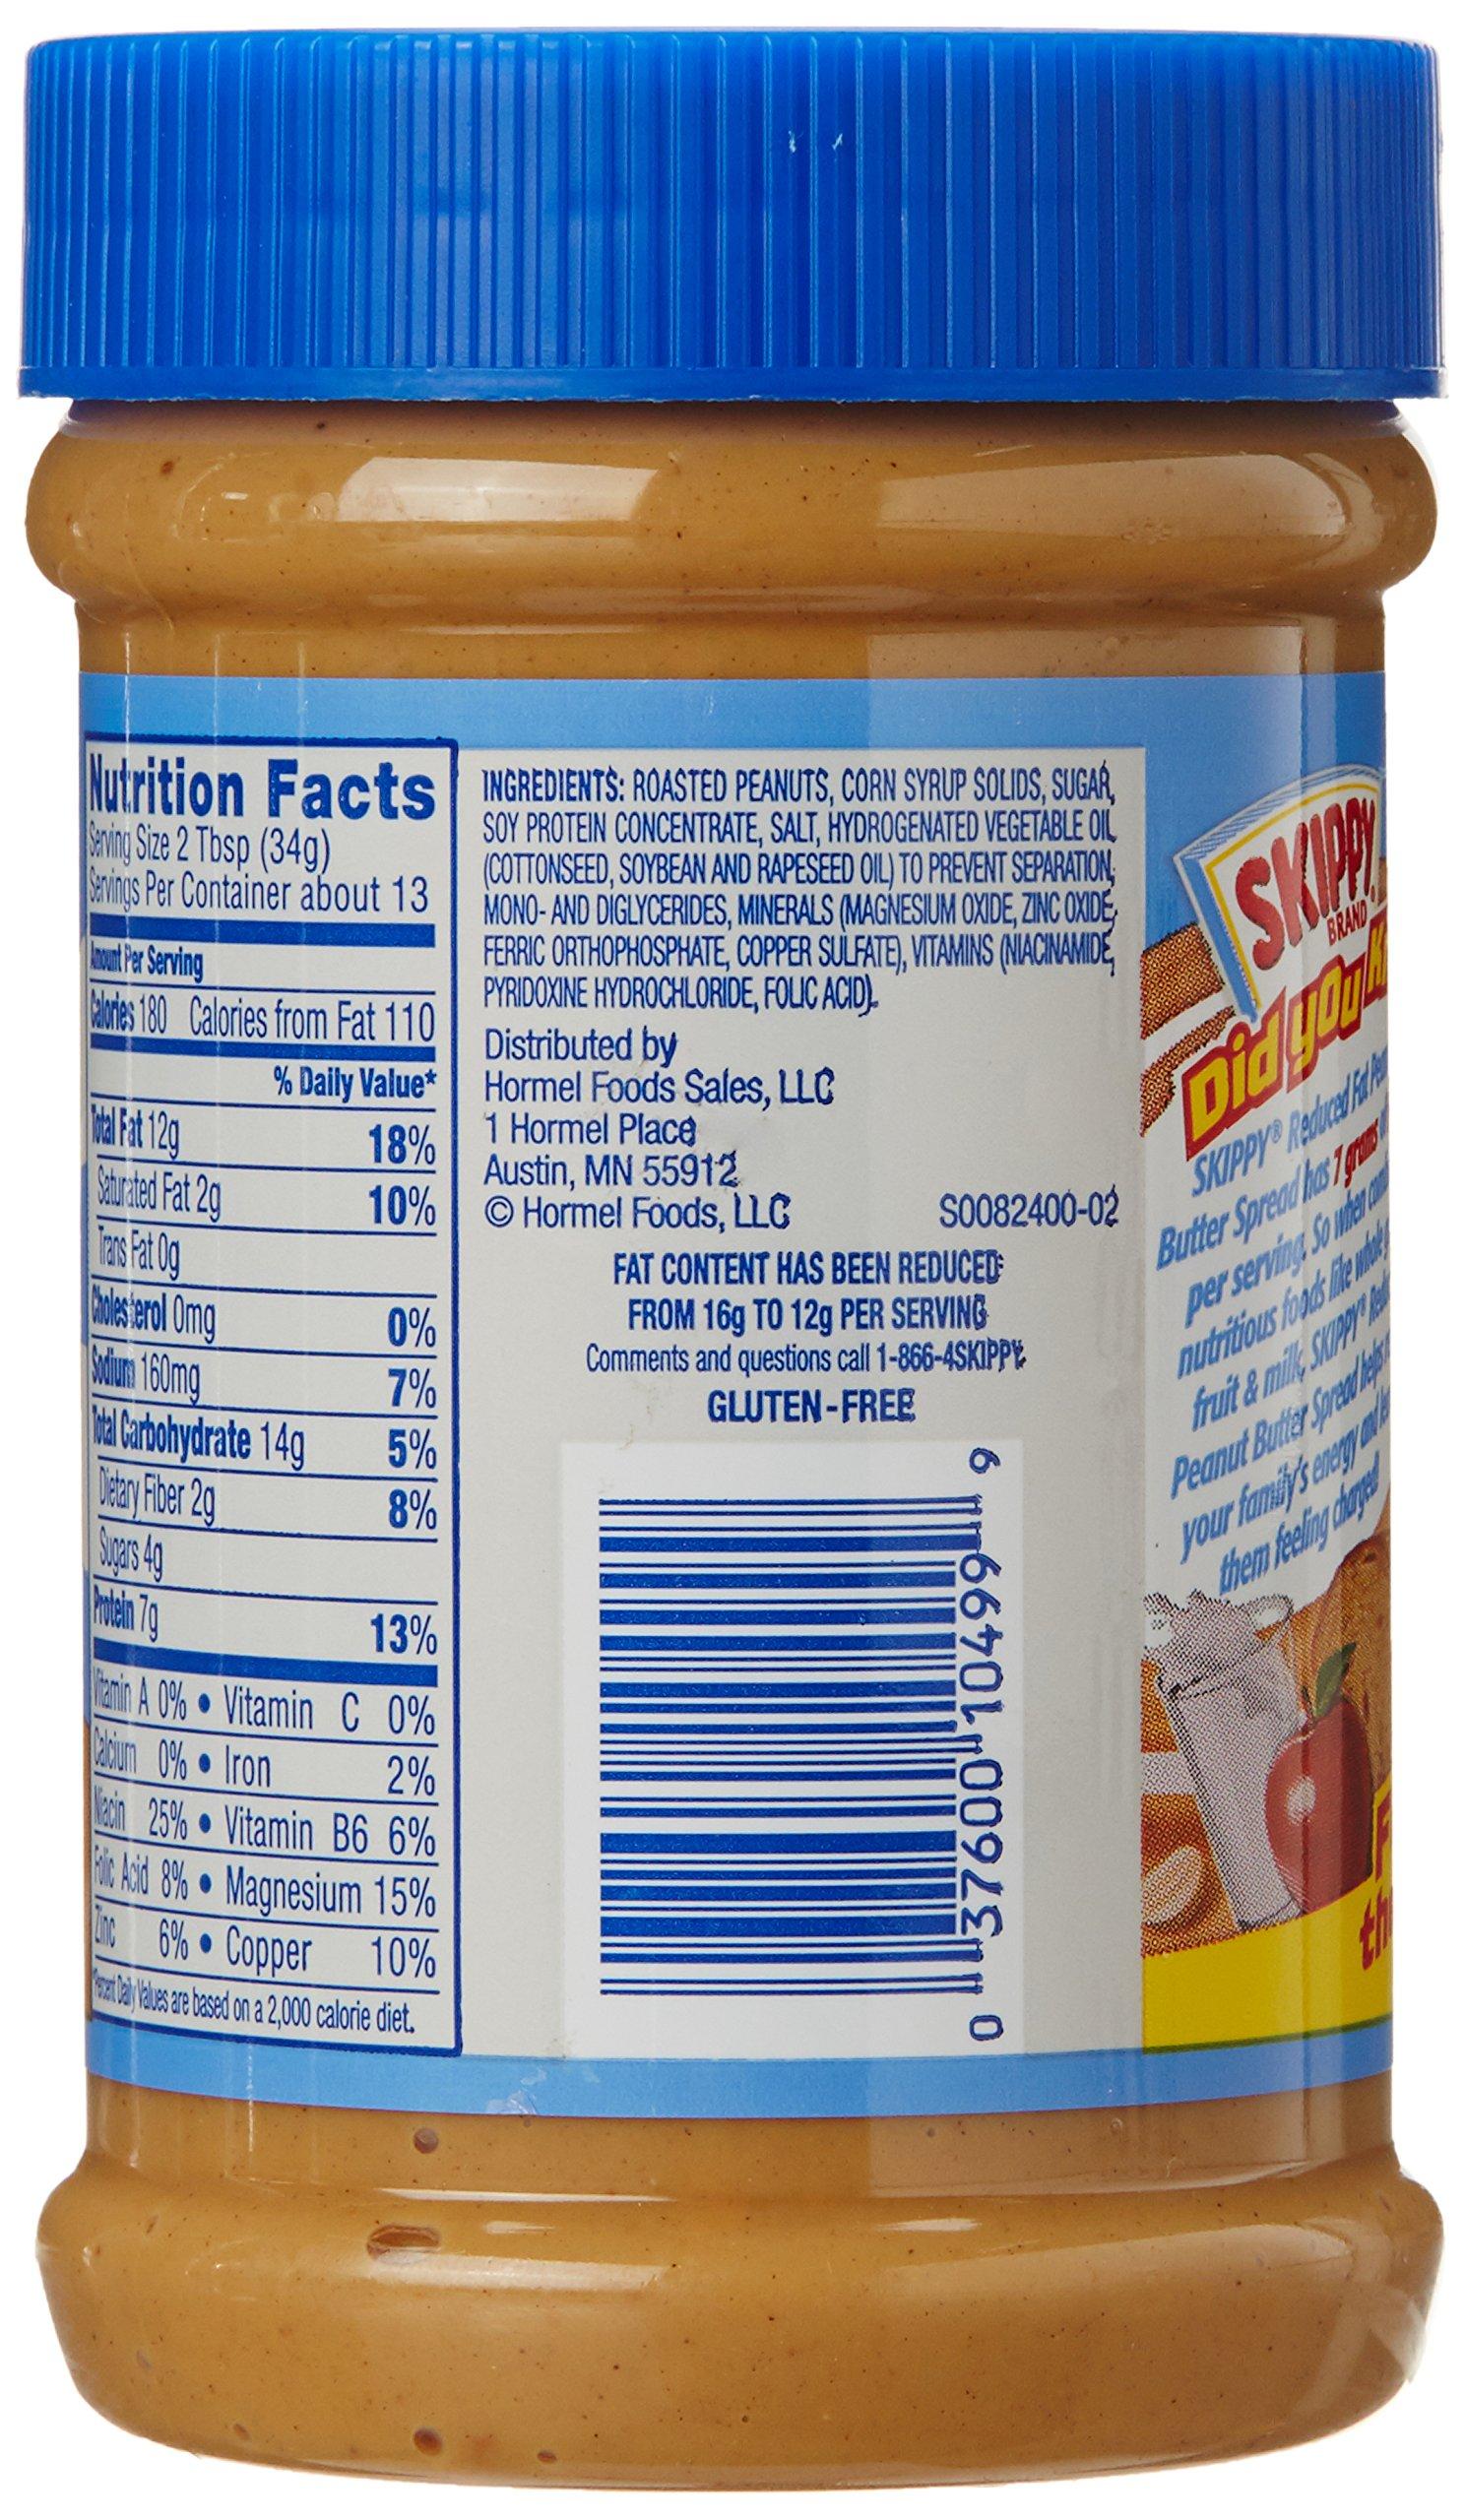 Nutrition Facts
Serving Size 2 Tbsp (34g)
Servings Per Container about 13
Amount Per Serving
Calories 180 Calories from Fat 110
% Daily Value*
Total Fat 12g 18%
Saturated Fat 2g 10%
Trans Fat 0g
Cholesterol 0mg 0%
Sodium 160mg 7%
Total Carbohydrate 14g 5%
Dietary Fiber 2g 8%
Sugars 4g
Protein 7g 13%
Vitamin A 0% • Vitamin C 0%
Calcium 0% • Iron 2%
Niacin 25% • Vitamin B6 6%
Folic Acid 8% • Magnesium 15%
Zinc 6% • Copper 10%
*Percent Daily Values are based on a 2,000 calorie diet.
INGREDIENTS: ROASTED PEANUTS, CORN SYRUP SOLIDS, SUGAR,
SOY PROTEIN CONCENTRATE, SALT, HYDROGENATED VEGETABLE OIL
(COTTONSEED, SOYBEAN AND RAPESEED OIL) TO PREVENT SEPARATION,
MONO- AND DIGLYCERIDES, MINERALS (MAGNESIUM OXIDE, ZINC OXIDE,
FERRIC ORTHOPHOSPHATE, COPPER SULFATE), VITAMINS (NIACINAMIDE,
PYRIDOXINE HYDROCHLORIDE, FOLIC ACID).
Distributed by
Hormel Foods Sales, LLC
1 Hormel Place
Austin, MN 55912
© Hormel Foods, LLC S0082400-02
FAT CONTENT HAS BEEN REDUCED
FROM 16g TO 12g PER SERVING
Comments and questions call 1-866-4SKIPPY.
GLUTEN-FREE
0 37600 10499 6
SKIPPY®
BRAND
Did you
SKIPPY® Reduced Fat
Butter Spread has 7 grams
per serving. So when
nutritious foods like whole
fruit & milk, SKIPPY®
Peanut Butter Spread helps
your family's energy and
them feeling charged!